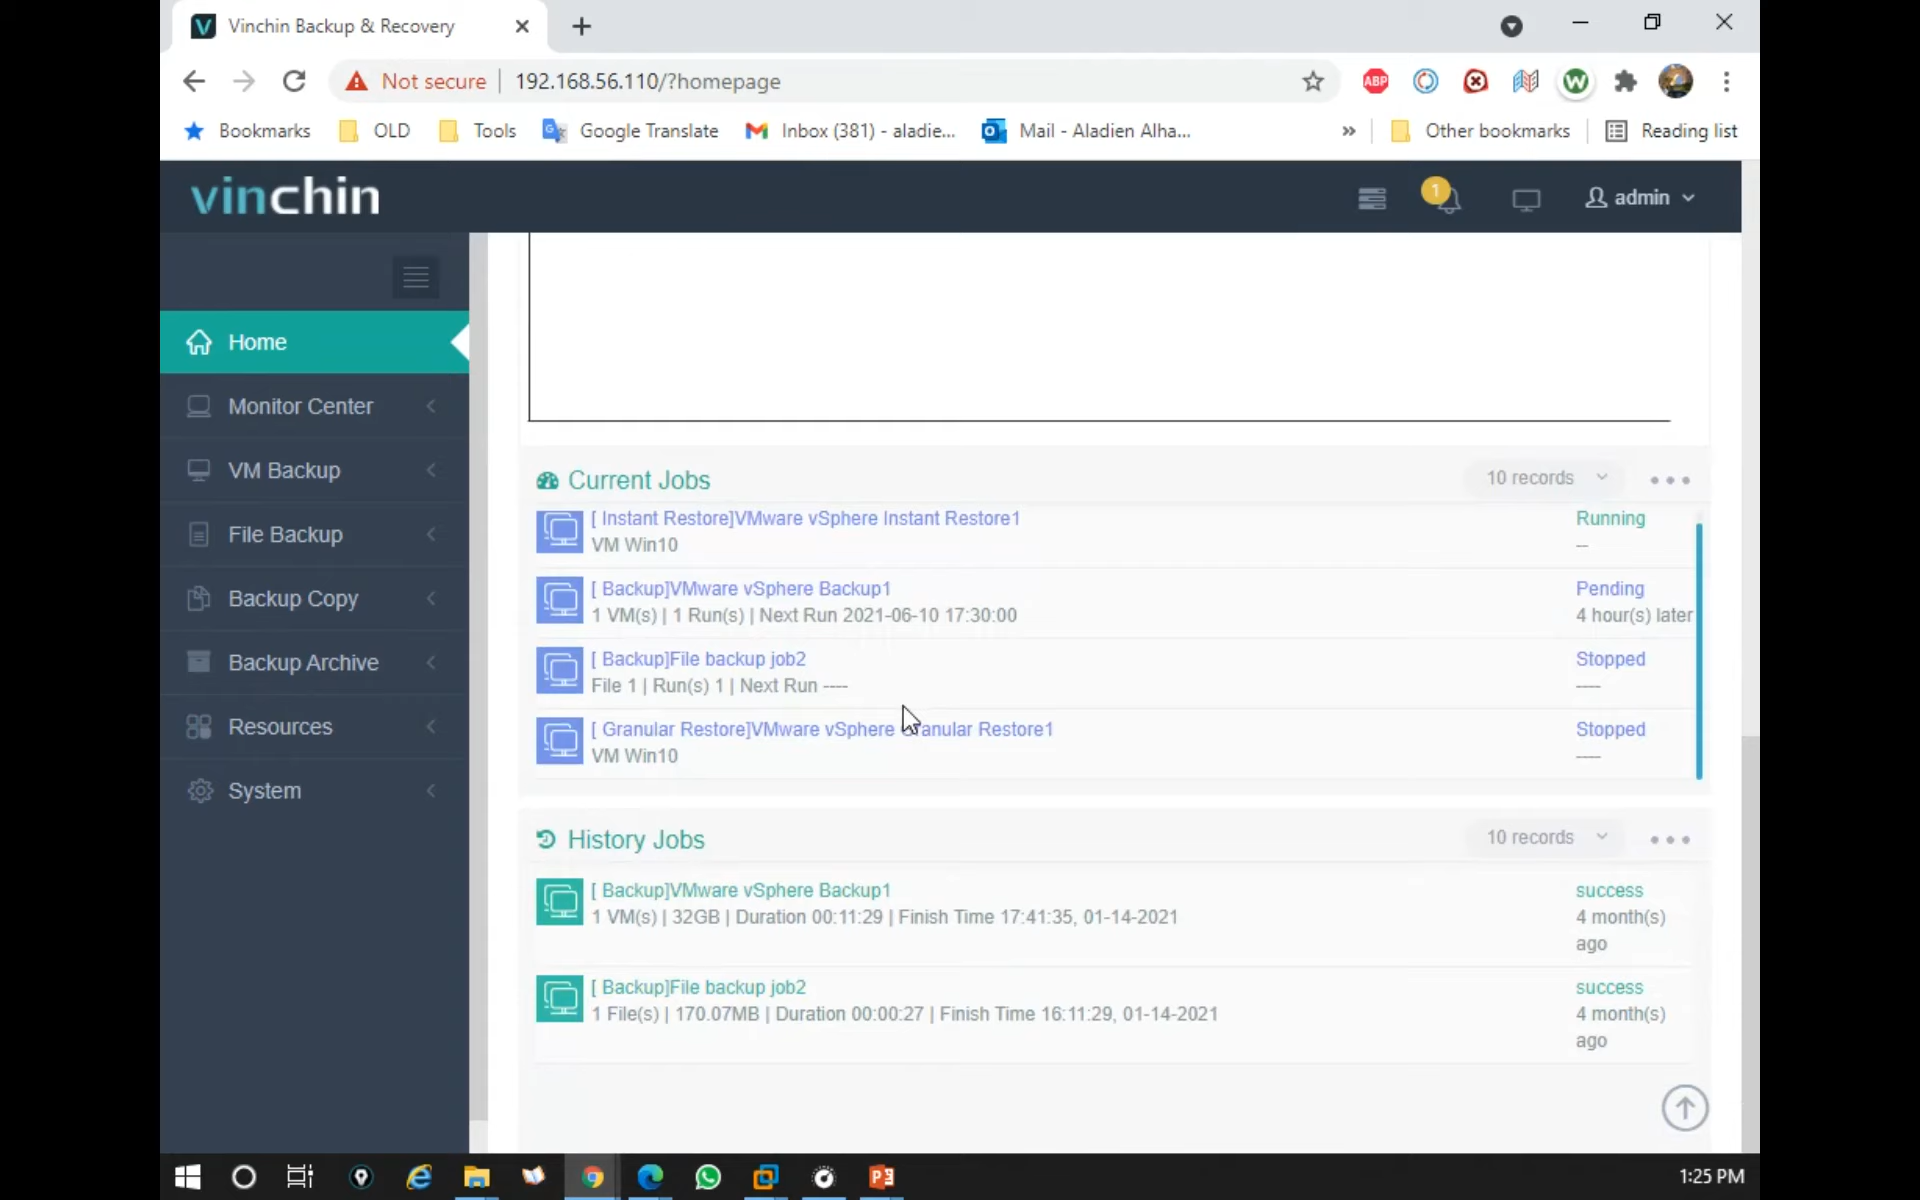 Vinchin Backup & Recovery
Not secure
192.168.56.110/?homepage
ABP
W
Bookmarks
OLD
Tools
Google Translate
Inbox (381) - aladie...
Mail - Aladien Alha...
»
Other bookmarks
Reading list
vinchin
1
admin
Home
Monitor Center
VM Backup
File Backup
Backup Copy
Backup Archive
Resources
System
Current Jobs
10 records
[ Instant Restore]VMware vSphere Instant Restore1
Running
VM Win10
--
[ Backup]VMware vSphere Backup1
Pending
1 VM(s) | 1 Run(s) | Next Run 2021-06-10 17:30:00
4 hour(s) later
[ Backup]File backup job2
Stopped
File 1 | Run(s) 1 | Next Run ----
----
[ Granular Restore]VMware vSphere Granular Restore1
Stopped
VM Win10
----
History Jobs
10 records
[ Backup]VMware vSphere Backup1
success
1 VM(s) | 32GB | Duration 00:11:29 | Finish Time 17:41:35, 01-14-2021
4 month(s)
ago
[ Backup]File backup job2
success
1 File(s) | 170.07MB | Duration 00:00:27 | Finish Time 16:11:29, 01-14-2021
4 month(s)
ago
1:25 PM